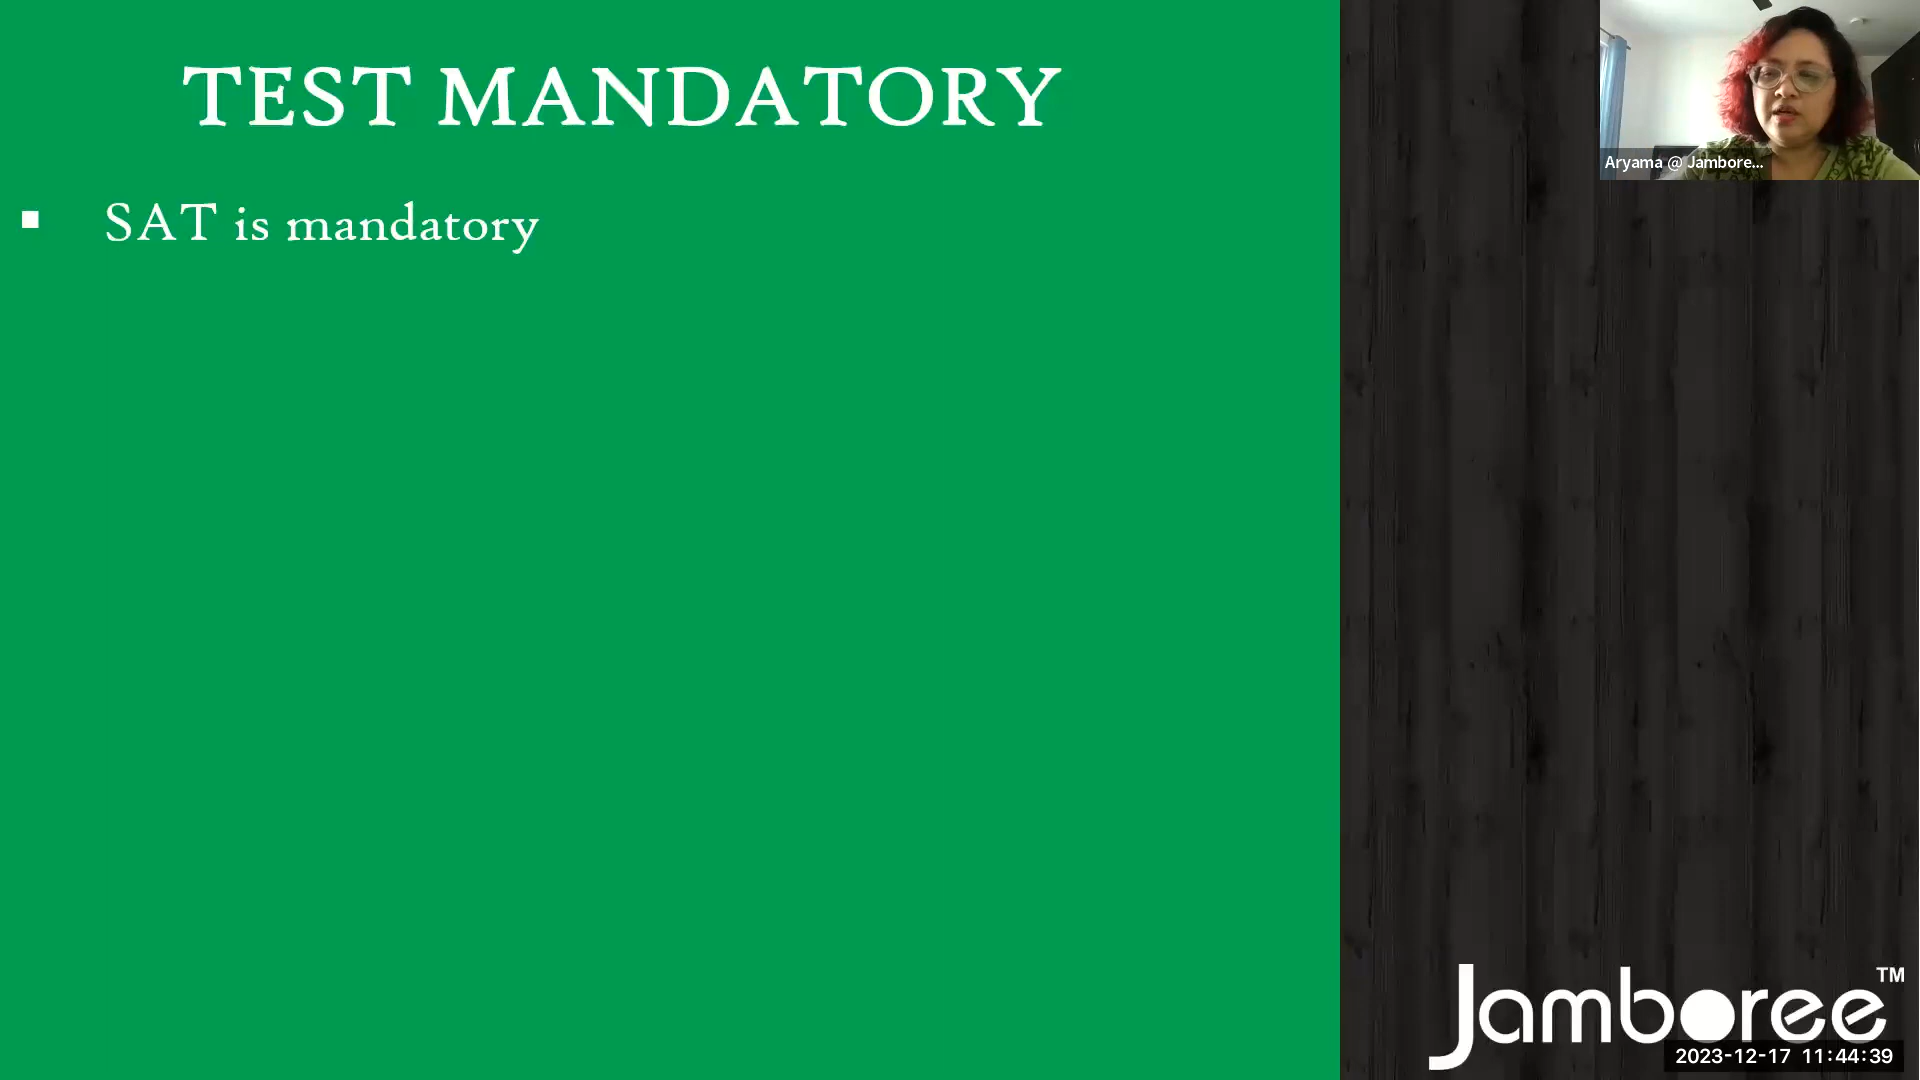 TEST MANDATORY
SAT is mandatory
Aryama @ Jambore...
Jamboree™
2023-12-17 11:44:39